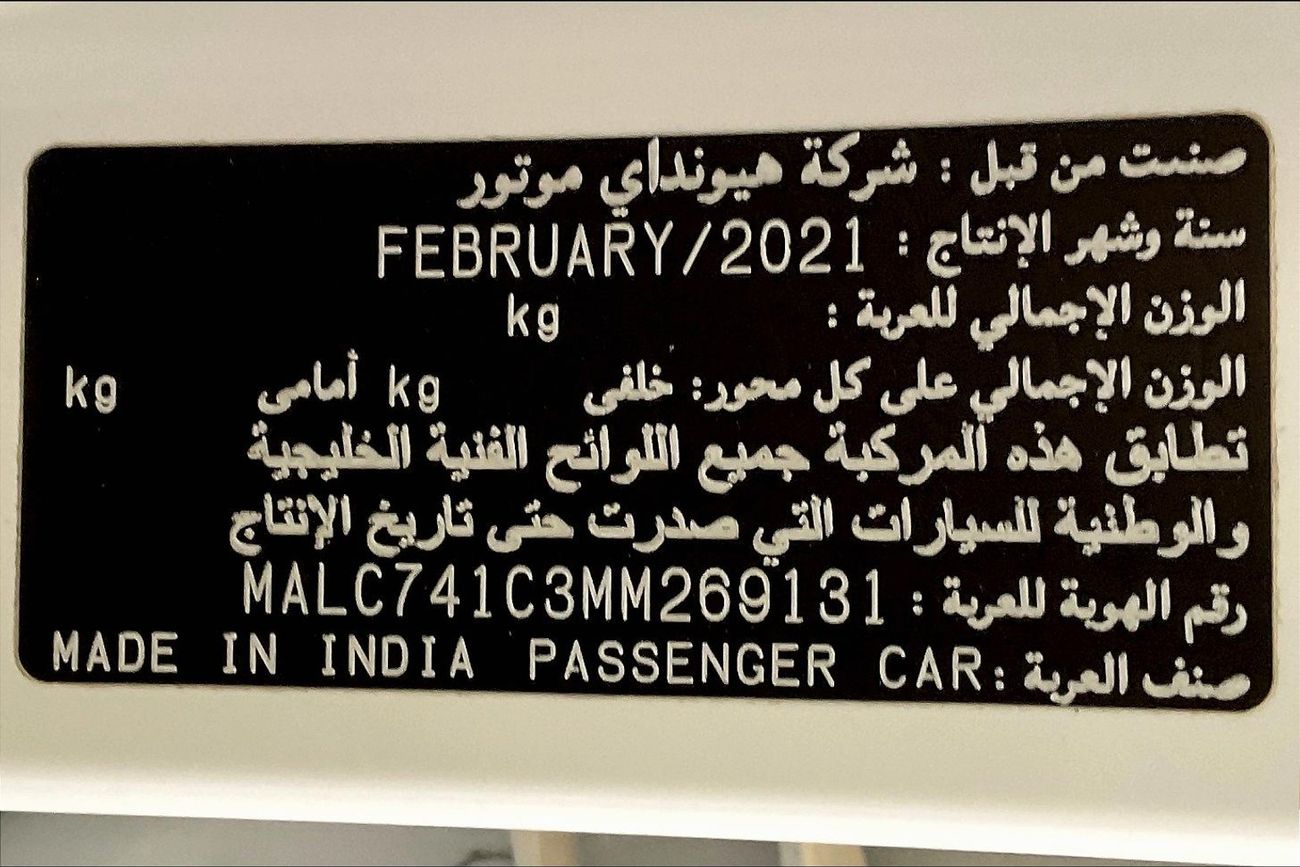 صنعت من قبل : شركة هيونداي موتور
سنة وشهر الإنتاج : FEBRUARY/2021
الوزن الإجمالي للعربة : kg
الوزن الإجمالي على كل محور: خلفى kg أمامى kg
تطابق هذه المركبة جميع اللوائح الفنية الخليجية
والوطنية للسيارات التي صدرت حتى تاريخ الإنتاج
رقم الهوية للعربة : MALC741C3MM269131
صنف العربة : MADE IN INDIA PASSENGER CAR